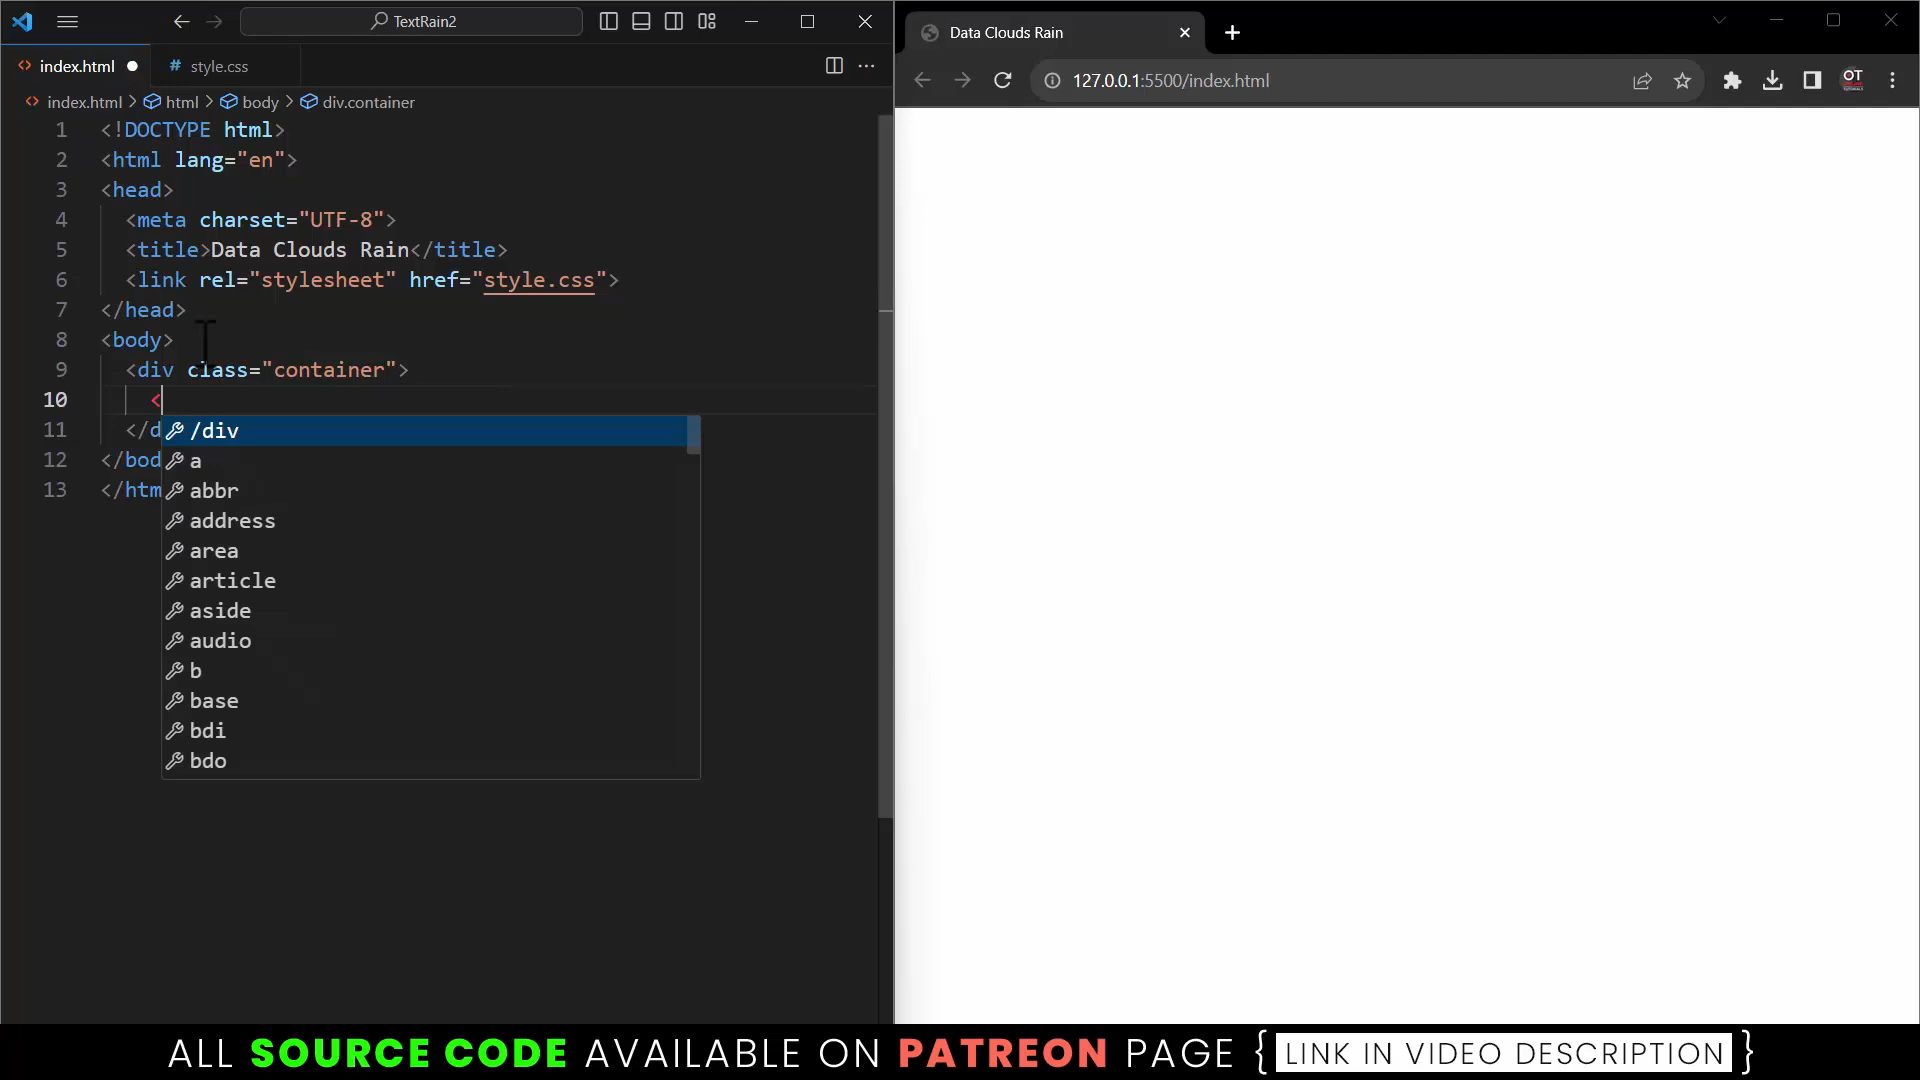 TextRain2
index.html
style.css
index.html > html > body > div.container
1 <!DOCTYPE html>
2 <html lang="en">
3 <head>
4 <meta charset="UTF-8">
5 <title>Data Clouds Rain</title>
6 <link rel="stylesheet" href="style.css">
7 </head>
8 <body>
9 <div class="container">
10 <
11 </d
12 </bod
13 </htm
/div
a
abbr
address
area
article
aside
audio
b
base
bdi
bdo
Data Clouds Rain
127.0.0.1:5500/index.html
OT
ALL SOURCE CODE AVAILABLE ON PATREON PAGE { LINK IN VIDEO DESCRIPTION }